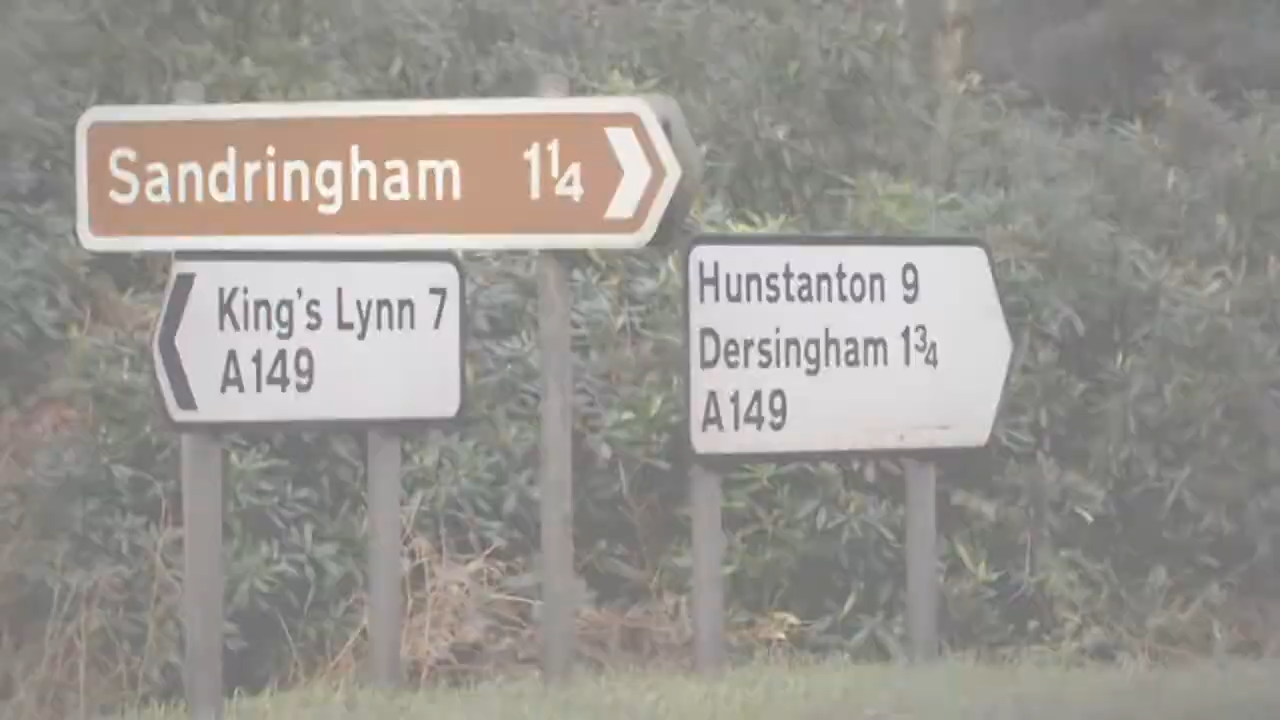 Sandringham 1¼
King's Lynn 7
A149
Hunstanton 9
Dersingham 1¾
A149